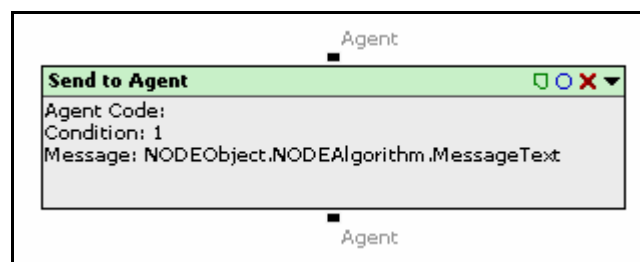 Agent
Send to Agent
Agent Code:
Condition: 1
Message: NODEObject.NODEAlgorithm.MessageText
Agent